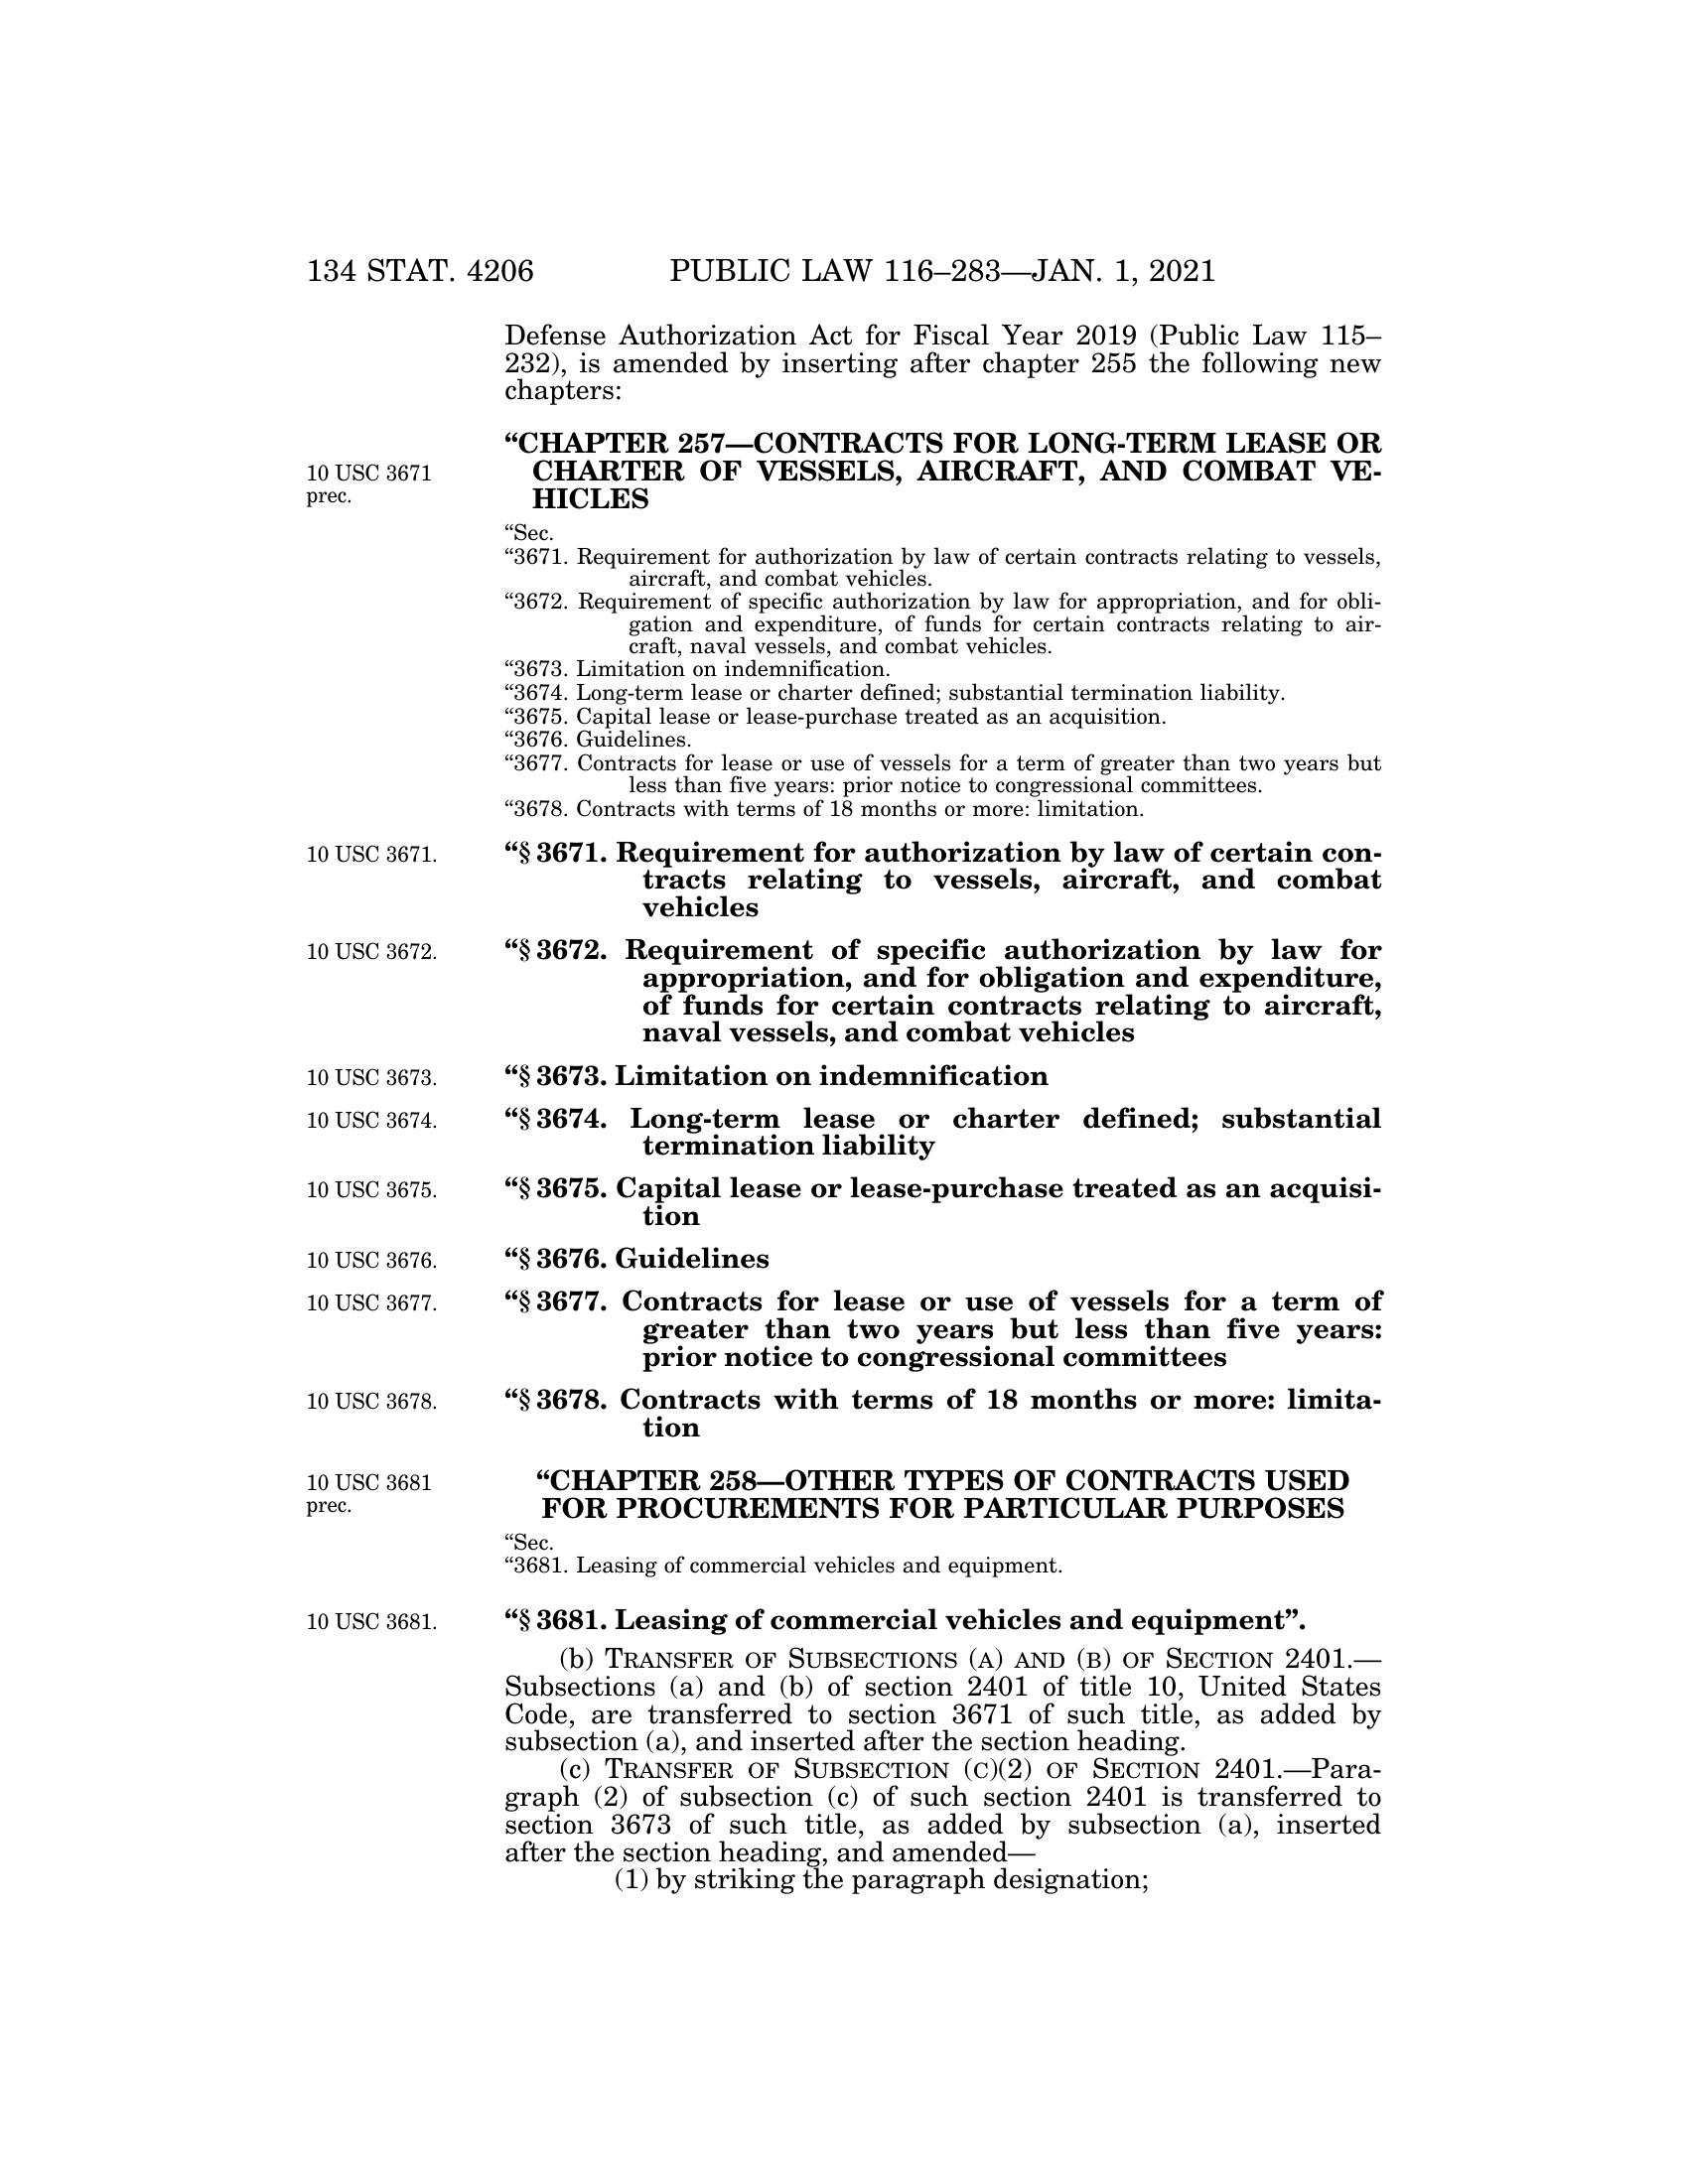 134 STAT. 4206 PUBLIC LAW 116–283—JAN. 1, 2021
Defense Authorization Act for Fiscal Year 2019 (Public Law 115–
232), is amended by inserting after chapter 255 the following new
chapters:
“CHAPTER 257—CONTRACTS FOR LONG-TERM LEASE OR
10 USC 3671
prec.
CHARTER OF VESSELS, AIRCRAFT, AND COMBAT VE-
HICLES
“Sec.
“3671. Requirement for authorization by law of certain contracts relating to vessels,
aircraft, and combat vehicles.
“3672. Requirement of specific authorization by law for appropriation, and for obli-
gation and expenditure, of funds for certain contracts relating to air-
craft, naval vessels, and combat vehicles.
“3673. Limitation on indemnification.
“3674. Long-term lease or charter defined; substantial termination liability.
“3675. Capital lease or lease-purchase treated as an acquisition.
“3676. Guidelines.
“3677. Contracts for lease or use of vessels for a term of greater than two years but
less than five years: prior notice to congressional committees.
“3678. Contracts with terms of 18 months or more: limitation.
10 USC 3671.
“§ 3671. Requirement for authorization by law of certain con-
tracts relating to vessels, aircraft, and combat
vehicles
10 USC 3672.
“§ 3672. Requirement of specific authorization by law for
appropriation, and for obligation and expenditure,
of funds for certain contracts relating to aircraft,
naval vessels, and combat vehicles
10 USC 3673.
“§ 3673. Limitation on indemnification
10 USC 3674.
“§ 3674. Long-term lease or charter defined; substantial
termination liability
10 USC 3675.
“§ 3675. Capital lease or lease-purchase treated as an acquisi-
tion
10 USC 3676.
“§ 3676. Guidelines
10 USC 3677.
“§ 3677. Contracts for lease or use of vessels for a term of
greater than two years but less than five years:
prior notice to congressional committees
10 USC 3678.
“§ 3678. Contracts with terms of 18 months or more: limita-
tion
10 USC 3681
prec.
“CHAPTER 258—OTHER TYPES OF CONTRACTS USED
FOR PROCUREMENTS FOR PARTICULAR PURPOSES
“Sec.
“3681. Leasing of commercial vehicles and equipment.
10 USC 3681.
“§ 3681. Leasing of commercial vehicles and equipment”.
(b) TRANSFER OF SUBSECTIONS (A) AND (B) OF SECTION 2401.—
Subsections (a) and (b) of section 2401 of title 10, United States
Code, are transferred to section 3671 of such title, as added by
subsection (a), and inserted after the section heading.
(c) TRANSFER OF SUBSECTION (C)(2) OF SECTION 2401.—Para-
graph (2) of subsection (c) of such section 2401 is transferred to
section 3673 of such title, as added by subsection (a), inserted
after the section heading, and amended—
(1) by striking the paragraph designation;